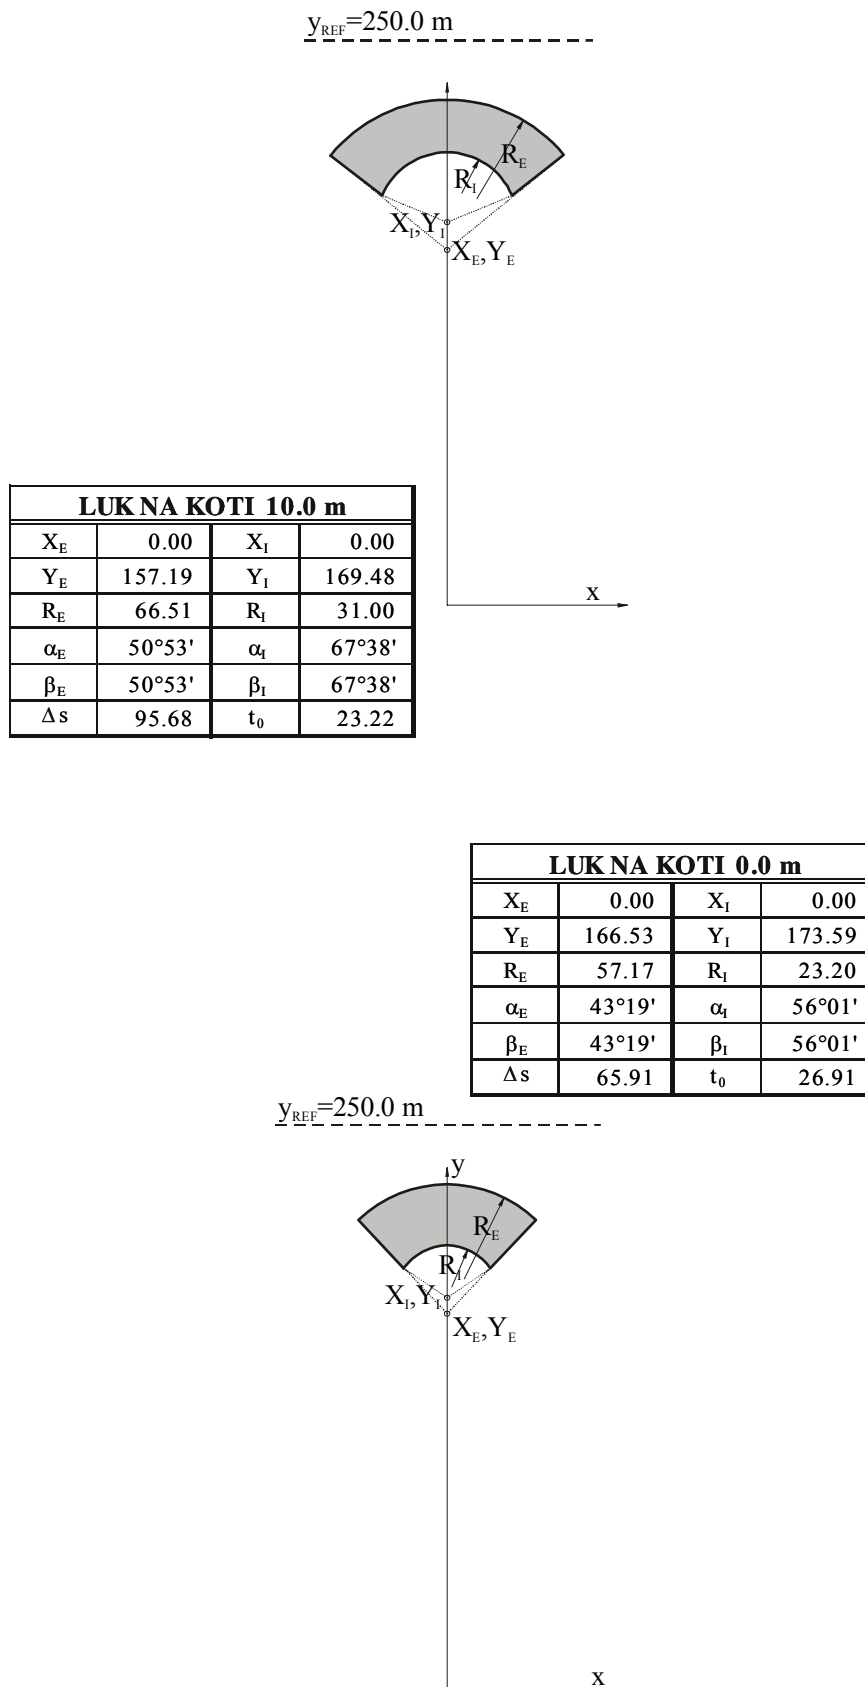 y_REF=250.0 m
R_E
R_I
X_I,Y_I
X_E,Y_E
LUK NA KOTI 10.0 m
X_E 0.00 X_I 0.00
Y_E 157.19 Y_I 169.48
R_E 66.51 R_I 31.00
α_E 50°53' α_I 67°38'
β_E 50°53' β_I 67°38'
Δs 95.68 t_0 23.22
x
LUK NA KOTI 0.0 m
X_E 0.00 X_I 0.00
Y_E 166.53 Y_I 173.59
R_E 57.17 R_I 23.20
α_E 43°19' α_I 56°01'
β_E 43°19' β_I 56°01'
Δs 65.91 t_0 26.91
y_REF=250.0 m
y
R_E
R_I
X_I,Y_I
X_E,Y_E
x